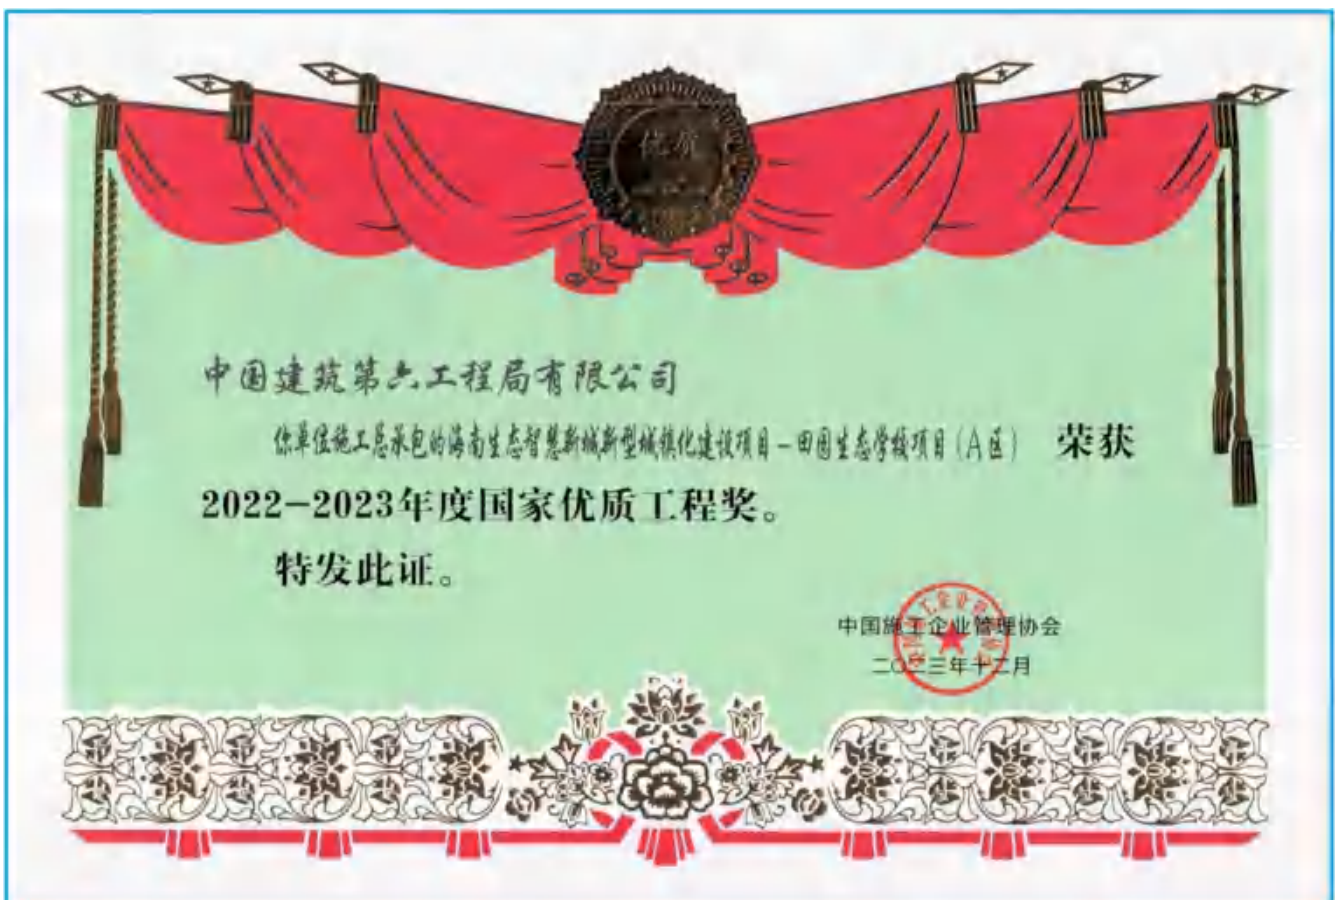 优质
中国建筑第六工程局有限公司
你单位施工总承包的海南生态智慧新城新型城镇化建设项目-田园生态学校项目(A区) 荣获
2022-2023年度国家优质工程奖。
特发此证。
中国施工企业管理协会
二〇二三年十二月